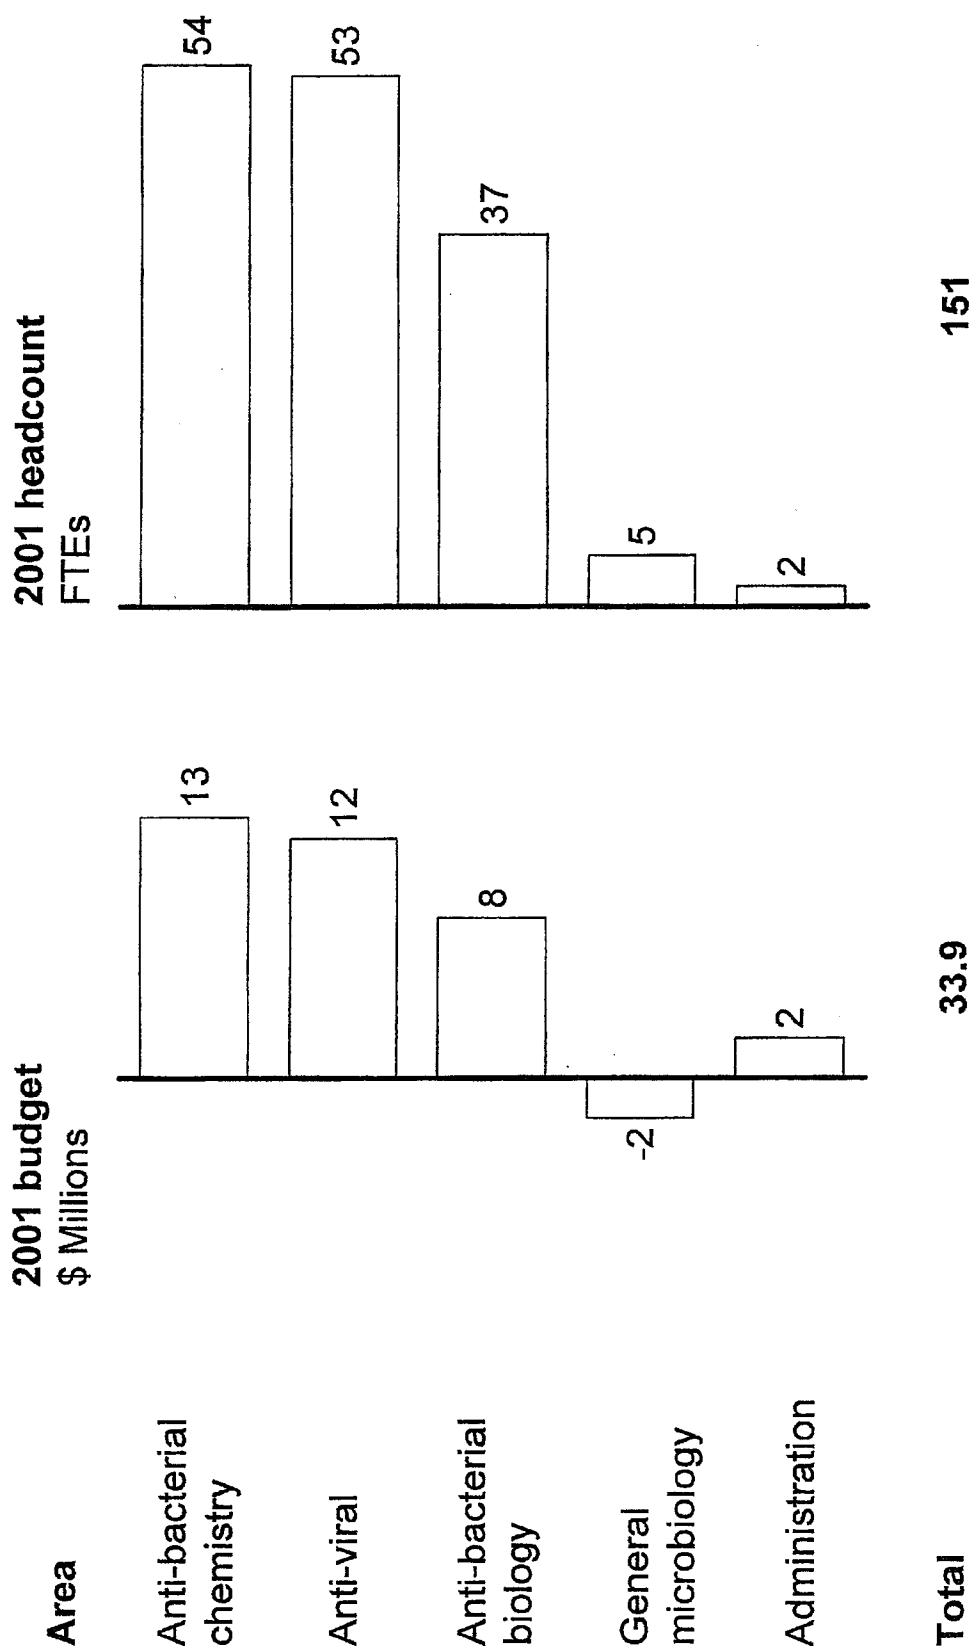 Area
2001 budget
$ Millions
2001 headcount
FTEs
Anti-bacterial
chemistry
13
54
Anti-viral
12
53
Anti-bacterial
biology
8
37
General
microbiology
-2
5
Administration
2
2
Total
33.9
151